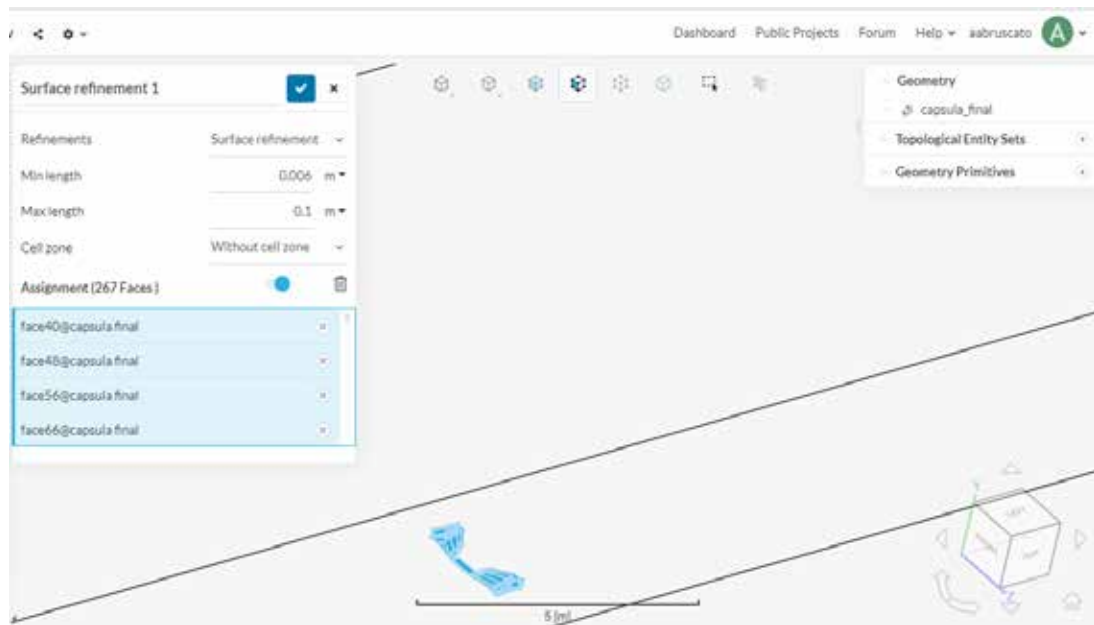 Dashboard Public Projects Forum Help aabruscato A
Surface refinement 1
Refinements Surface refinement
Min length 0.006 m
Max length 0.1 m
Cell zone Without cell zone
Assignment (267 Faces )
face40@capsula final
face48@capsula final
face56@capsula final
face66@capsula final
Geometry
capsula_final
Topological Entity Sets
Geometry Primitives
5 [m]